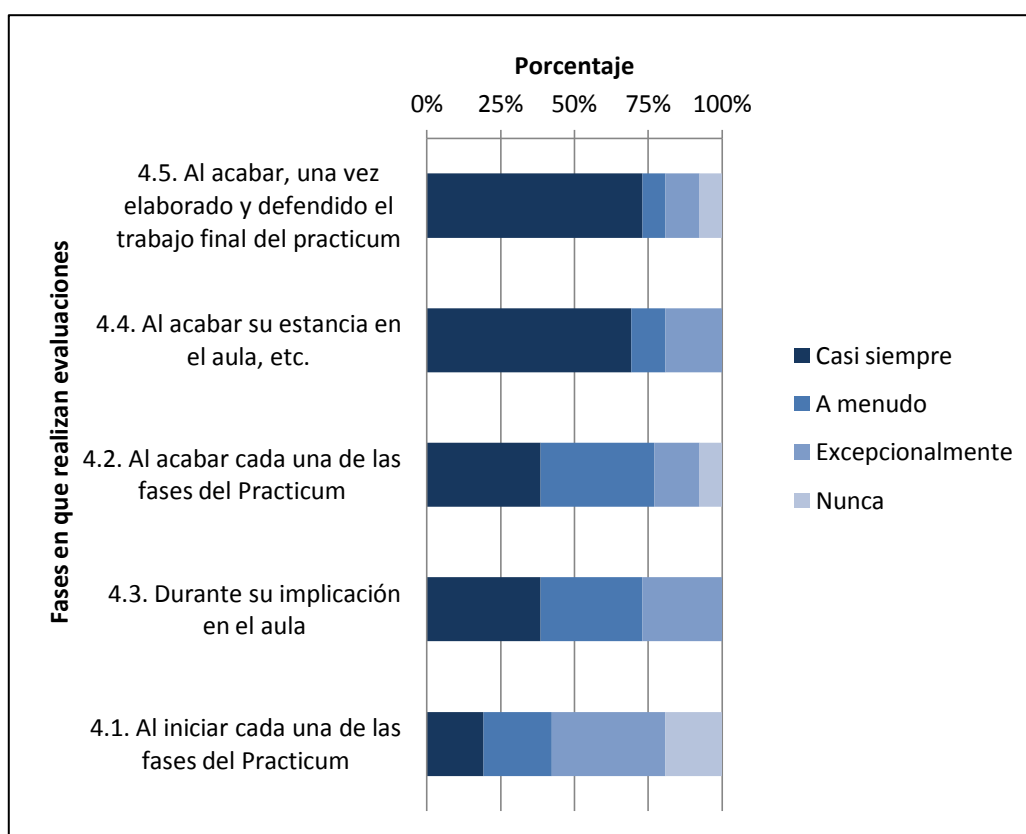 Porcentaje
0% 25% 50% 75% 100%
Fases en que realizan evaluaciones
4.5. Al acabar, una vez
elaborado y defendido el
trabajo final del practicum
4.4. Al acabar su estancia en
el aula, etc.
4.2. Al acabar cada una de las
fases del Practicum
4.3. Durante su implicación
en el aula
4.1. Al iniciar cada una de las
fases del Practicum
Casi siempre
A menudo
Excepcionalmente
Nunca